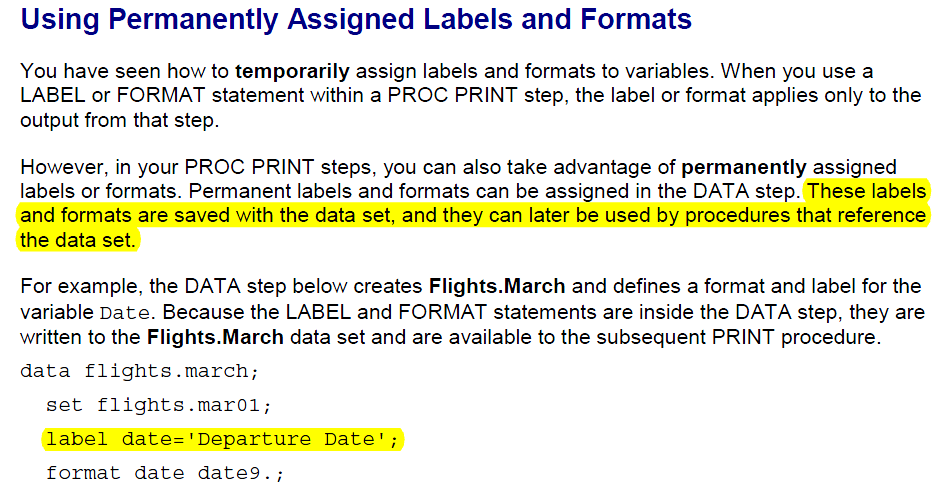 Using Permanently Assigned Labels and Formats
You have seen how to temporarily assign labels and formats to variables. When you use a
LABEL or FORMAT statement within a PROC PRINT step, the label or format applies only to the
output from that step.
However, in your PROC PRINT steps, you can also take advantage of permanently assigned
labels or formats. Permanent labels and formats can be assigned in the DATA step. These labels
and formats are saved with the data set, and they can later be used by procedures that reference
the data set.
For example, the DATA step below creates Flights.March and defines a format and label for the
variable Date. Because the LABEL and FORMAT statements are inside the DATA step, they are
written to the Flights.March data set and are available to the subsequent PRINT procedure.
data flights.march;
set flights.mar01;
label date='Departure Date';
format date date9.;